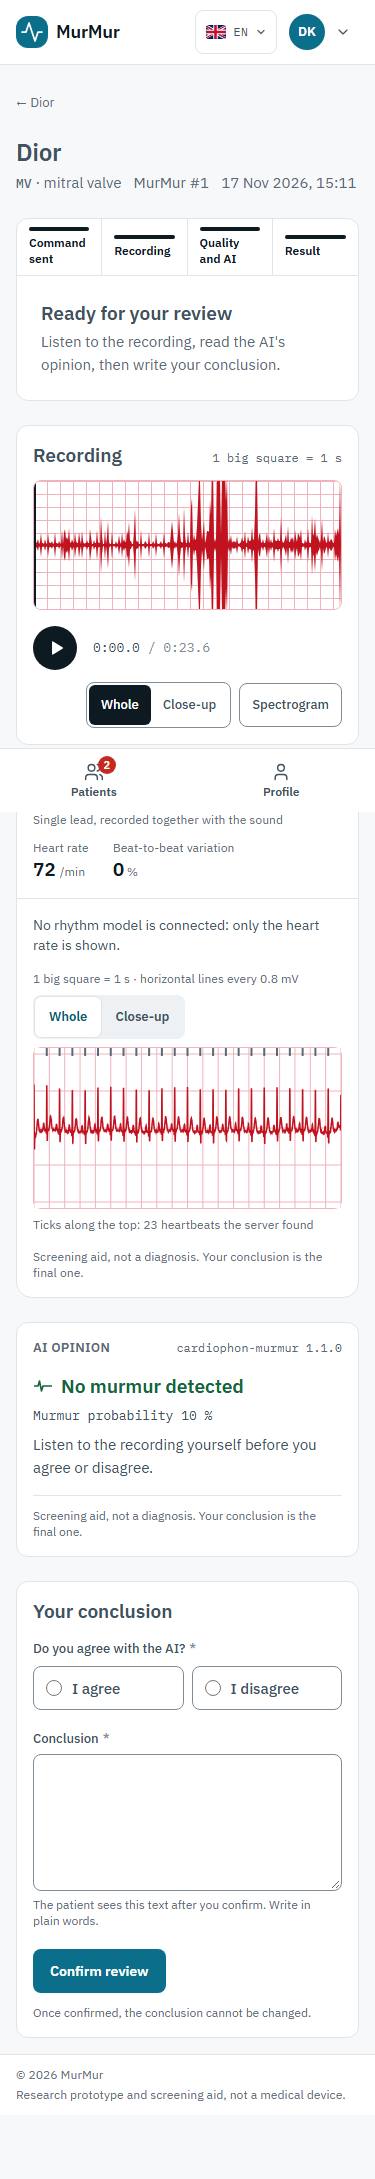 MurMur
EN
DK
← Dior
Dior
MV · mitral valve MurMur #1 17 Nov 2026, 15:11
Command sent
Recording
Quality and AI
Result
Ready for your review
Listen to the recording, read the AI's
opinion, then write your conclusion.
Recording
1 big square = 1 s
0:00.0 / 0:23.6
Whole
Close-up
Spectrogram
2
Patients
Profile
Single lead, recorded together with the sound
Heart rate
72 /min
Beat-to-beat variation
0 %
No rhythm model is connected: only the heart
rate is shown.
1 big square = 1 s · horizontal lines every 0.8 mV
Whole
Close-up
Ticks along the top: 23 heartbeats the server found
Screening aid, not a diagnosis. Your conclusion is the
final one.
AI OPINION
cardiophon-murmur 1.1.0
No murmur detected
Murmur probability 10 %
Listen to the recording yourself before you
agree or disagree.
Screening aid, not a diagnosis. Your conclusion is the
final one.
Your conclusion
Do you agree with the AI? *
I agree
I disagree
Conclusion *
The patient sees this text after you confirm. Write in
plain words.
Confirm review
Once confirmed, the conclusion cannot be changed.
© 2026 MurMur
Research prototype and screening aid, not a medical device.